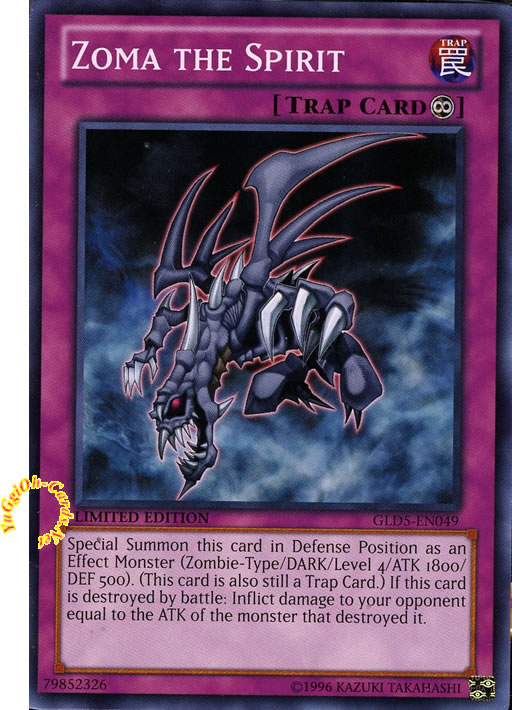 Zoma the Spirit
TRAP
罠
[Trap Card]
YuGeiOh-Cards.Net
LIMITED EDITION
GLD5-EN049
Special Summon this card in Defense Position as an
Effect Monster (Zombie-Type/DARK/Level 4/ATK 1800/
DEF 500). (This card is also still a Trap Card.) If this card
is destroyed by battle: Inflict damage to your opponent
equal to the ATK of the monster that destroyed it.
79852326
©1996 KAZUKI TAKAHASHI